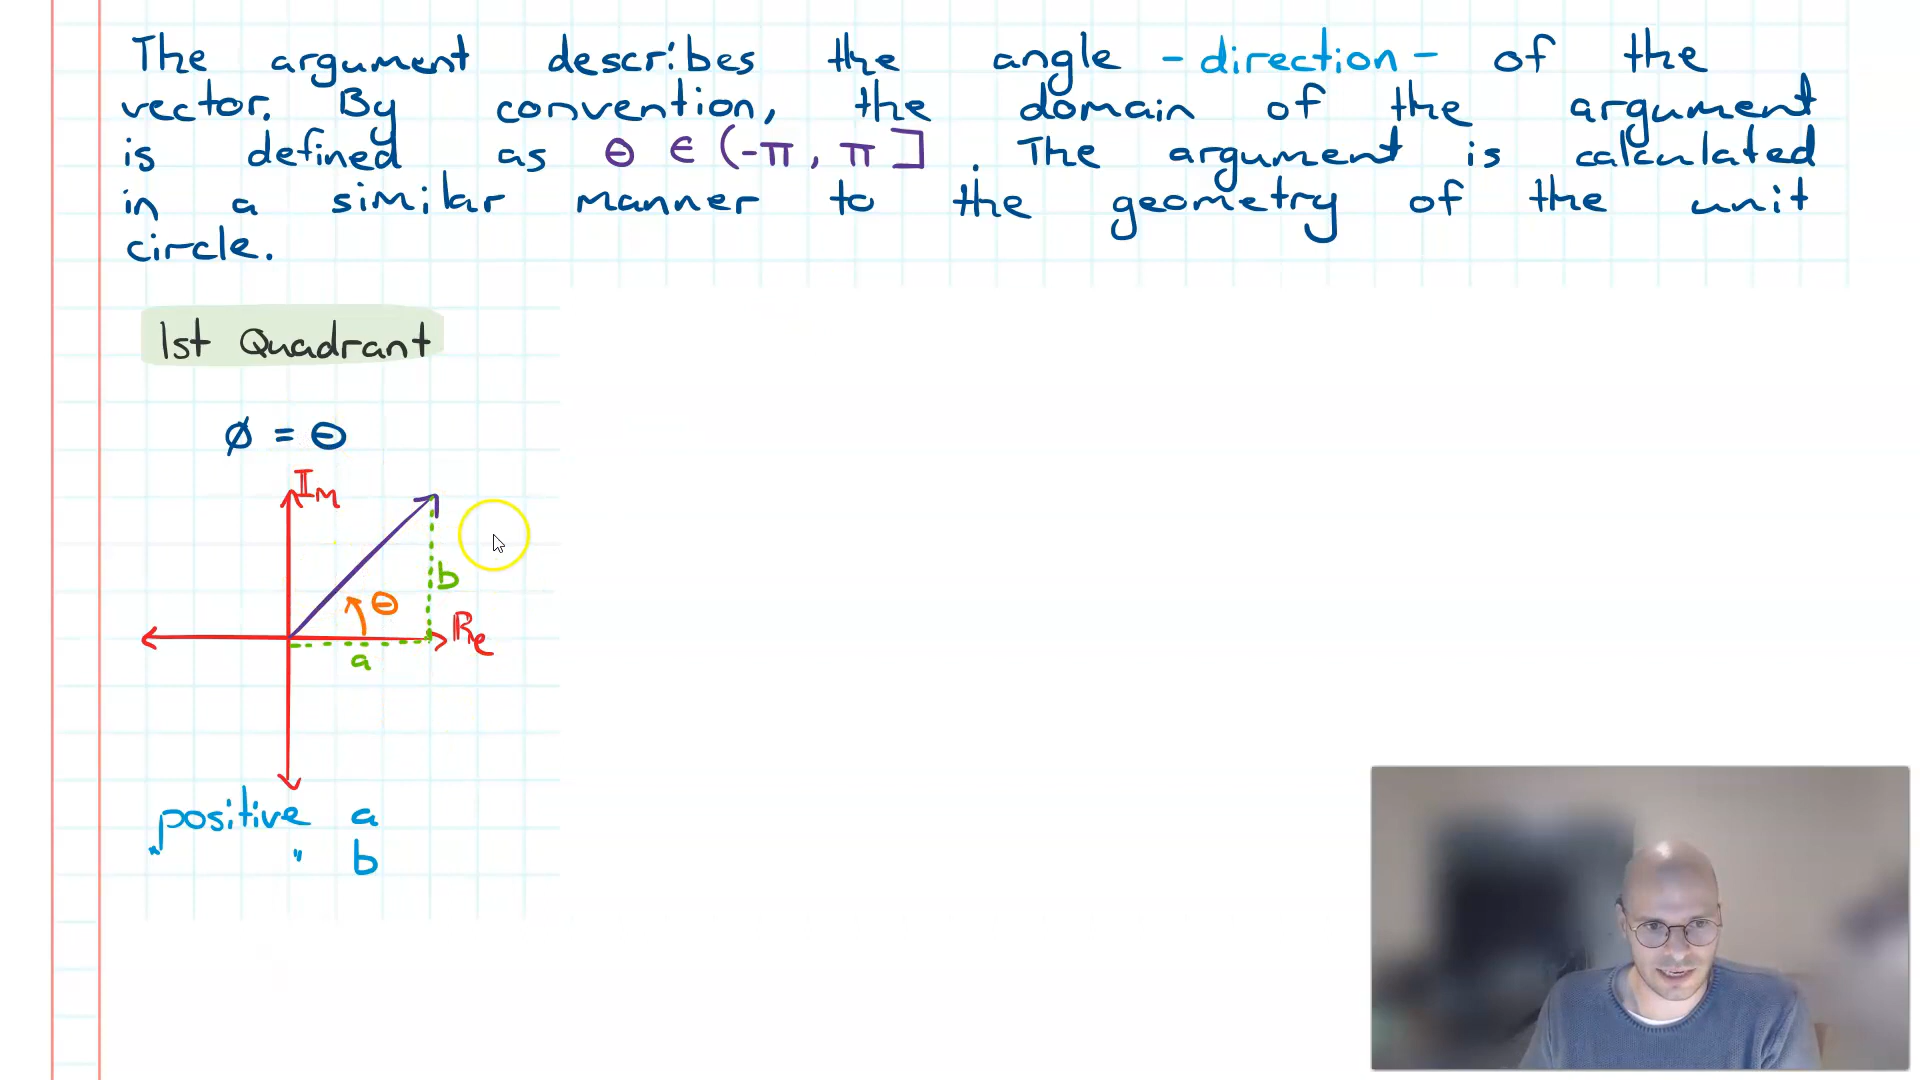 The argument describes the angle - direction - of the
vector. By convention, the domain of the argument
is defined as θ ∈ (-π, π]. The argument is calculated
in a similar manner to the geometry of the unit
circle.
1st Quadrant
ø = θ
Im
b
θ
Re
a
positive a
" " b